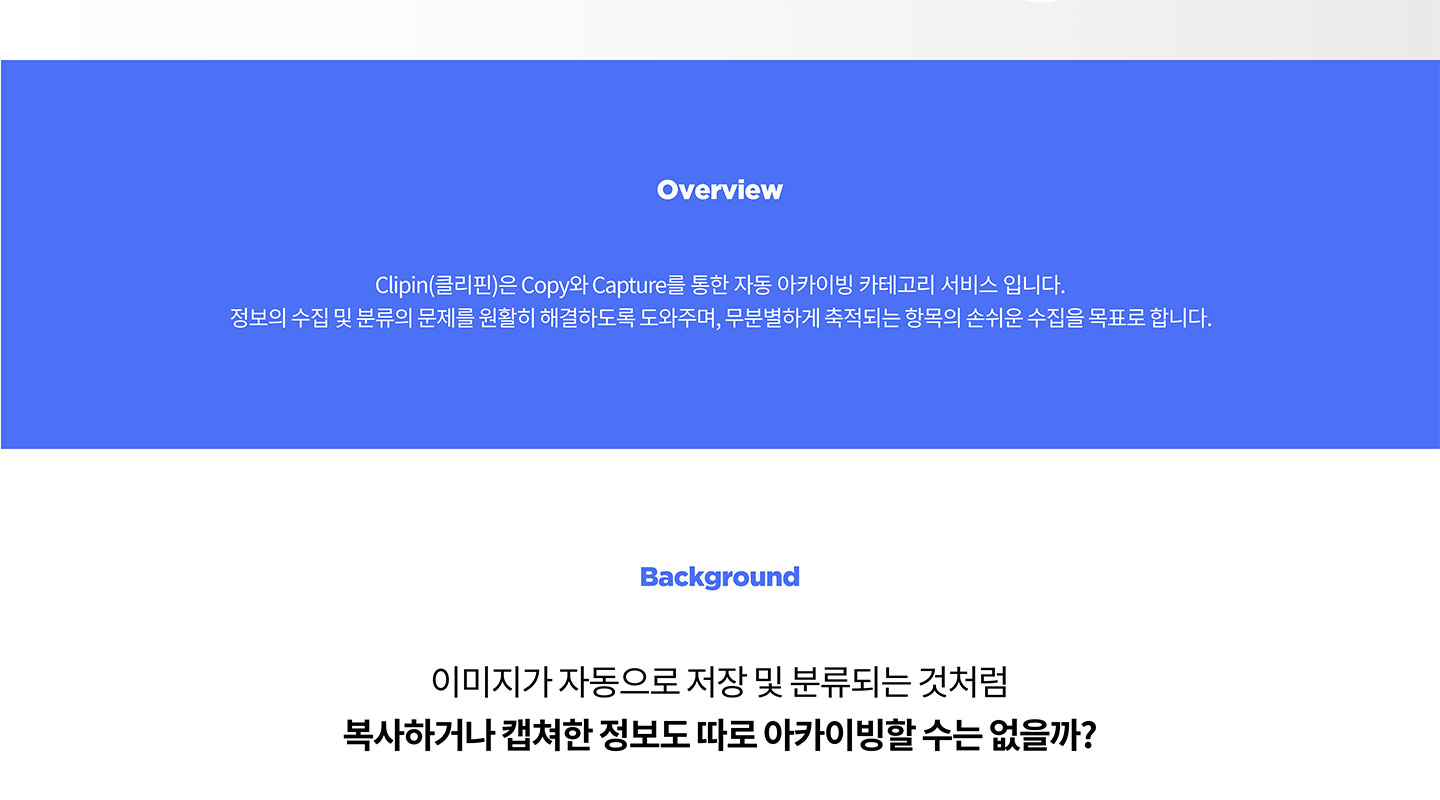 Overview
Clipin(클리핀)은 Copy와 Capture를 통한 자동 아카이빙 카테고리 서비스 입니다.
정보의 수집 및 분류의 문제를 원활히 해결하도록 도와주며, 무분별하게 축적되는 항목의 손쉬운 수집을 목표로 합니다.
Background
이미지가 자동으로 저장 및 분류되는 것처럼
복사하거나 캡쳐한 정보도 따로 아카이빙할 수는 없을까?